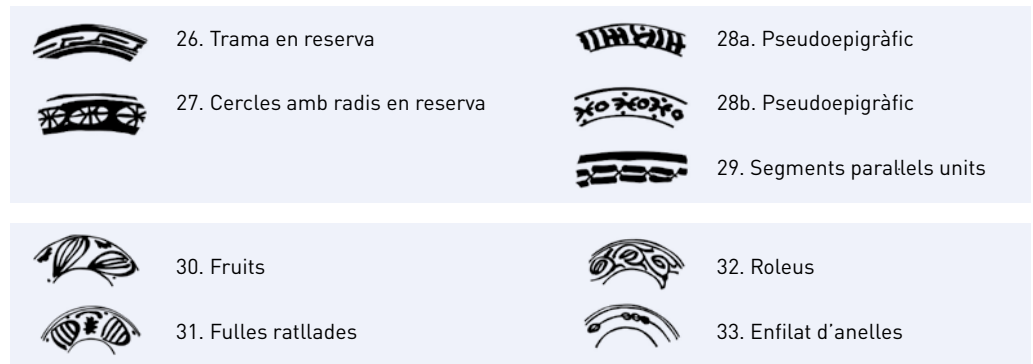 26. Trama en reserva
27. Cercles amb radis en reserva
28a. Pseudoepigràfic
28b. Pseudoepigràfic
29. Segments paral·lels units
30. Fruits
31. Fulles ratllades
32. Roleus
33. Enfilat d’anelles